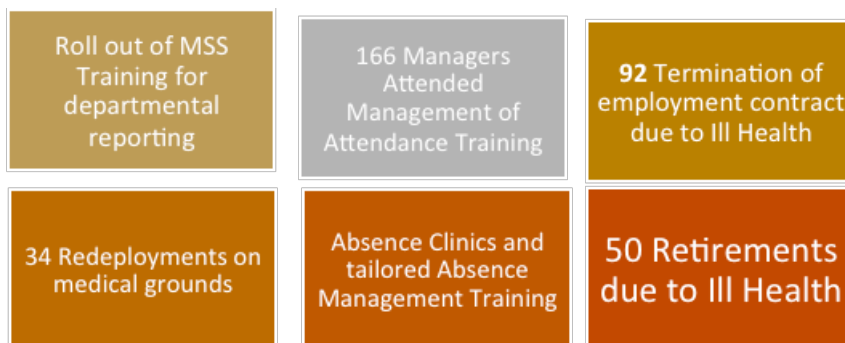 Roll out of MSS
Training for
departmental
reporting
166 Managers
Attended
Management of
Attendance Training
92 Termination of
employment contract
due to Ill Health
34 Redeployments on
medical grounds
Absence Clinics and
tailored Absence
Management Training
50 Retirements
due to Ill Health